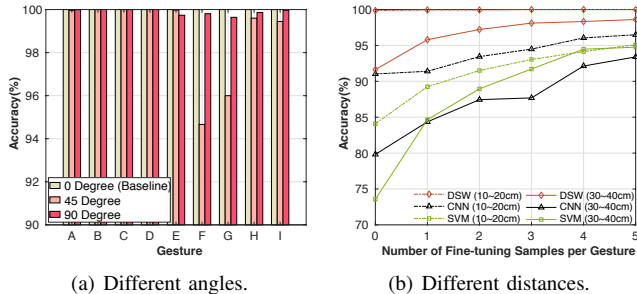 100
98
96
94
92
90
Accuracy(%)
0 Degree (Baseline)
45 Degree
90 Degree
A B C D E F G H I
Gesture
(a) Different angles.
100
95
90
85
80
75
70
Accuracy(%)
DSW (10~20cm) DSW (30~40cm)
CNN (10~20cm) CNN (30~40cm)
SVM (10~20cm) SVM (30~40cm)
0 1 2 3 4 5
Number of Fine-tuning Samples per Gesture
(b) Different distances.